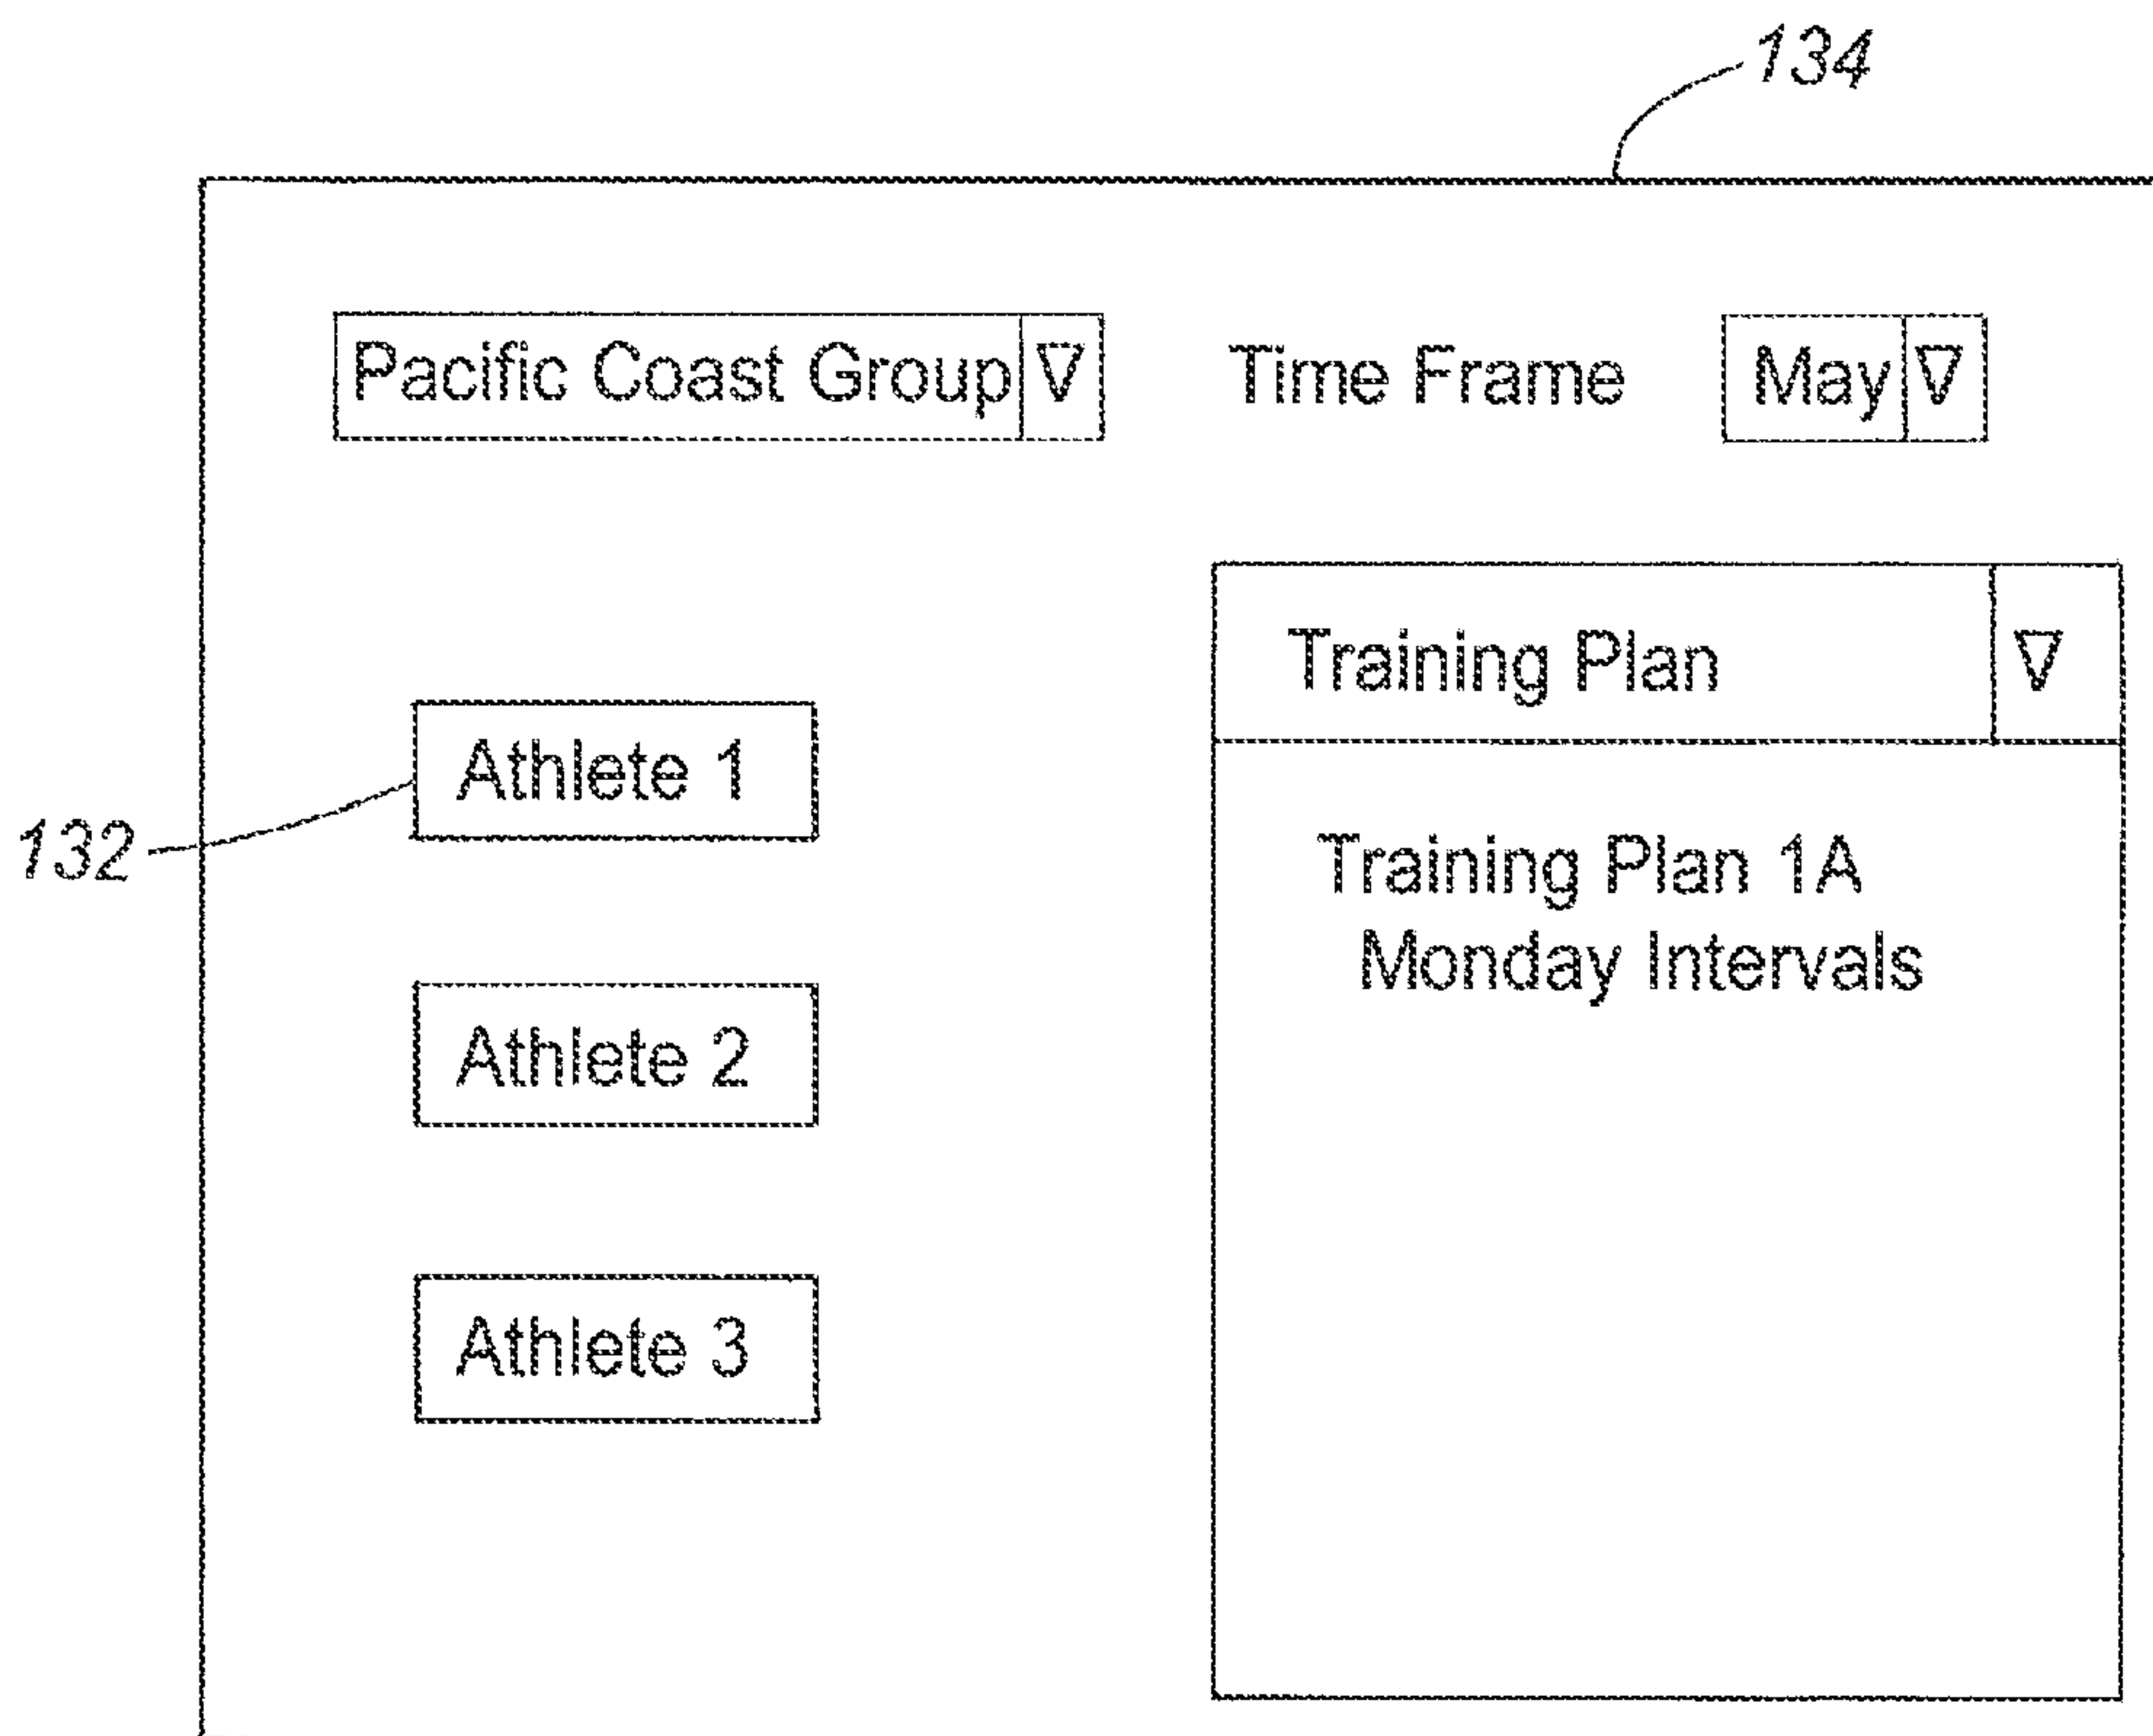 134
Pacific Coast Group
Time Frame
May
Training Plan
Athlete 1
132
Training Plan 1A
Monday Intervals
Athlete 2
Athlete 3